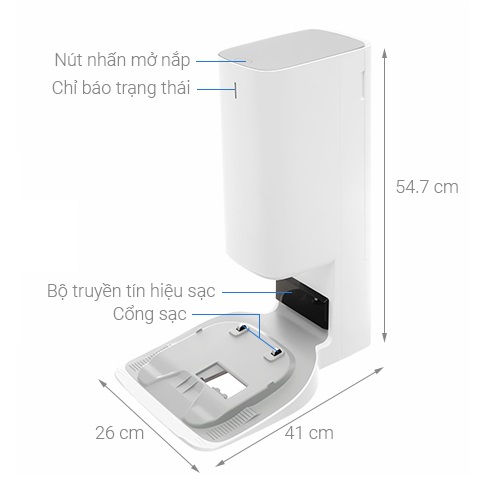 Nút nhấn mở nắp
Chỉ báo trạng thái
54.7 cm
Bộ truyền tín hiệu sạc
Cổng sạc
26 cm
41 cm